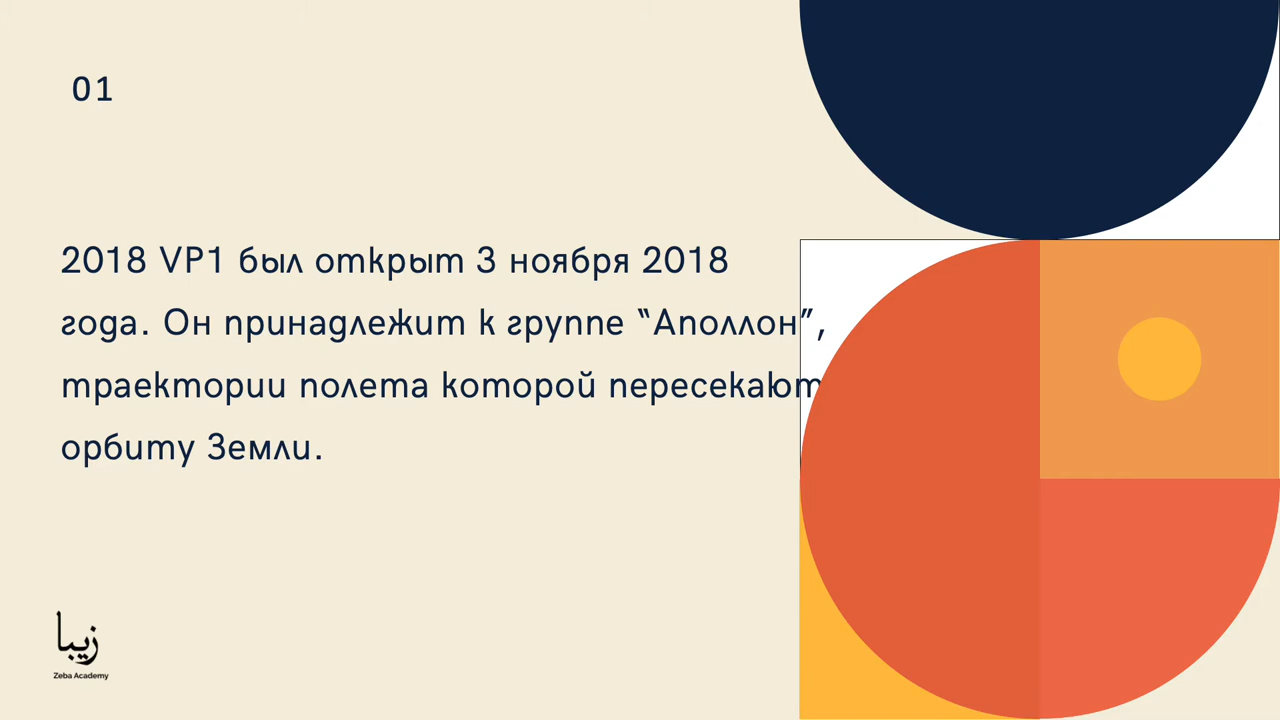 01
2018 VP1 был открыт 3 ноября 2018
года. Он принадлежит к группе “Аполлон”,
траектории полета которой пересекают
орбиту Земли.
زیبا
Zeba Academy